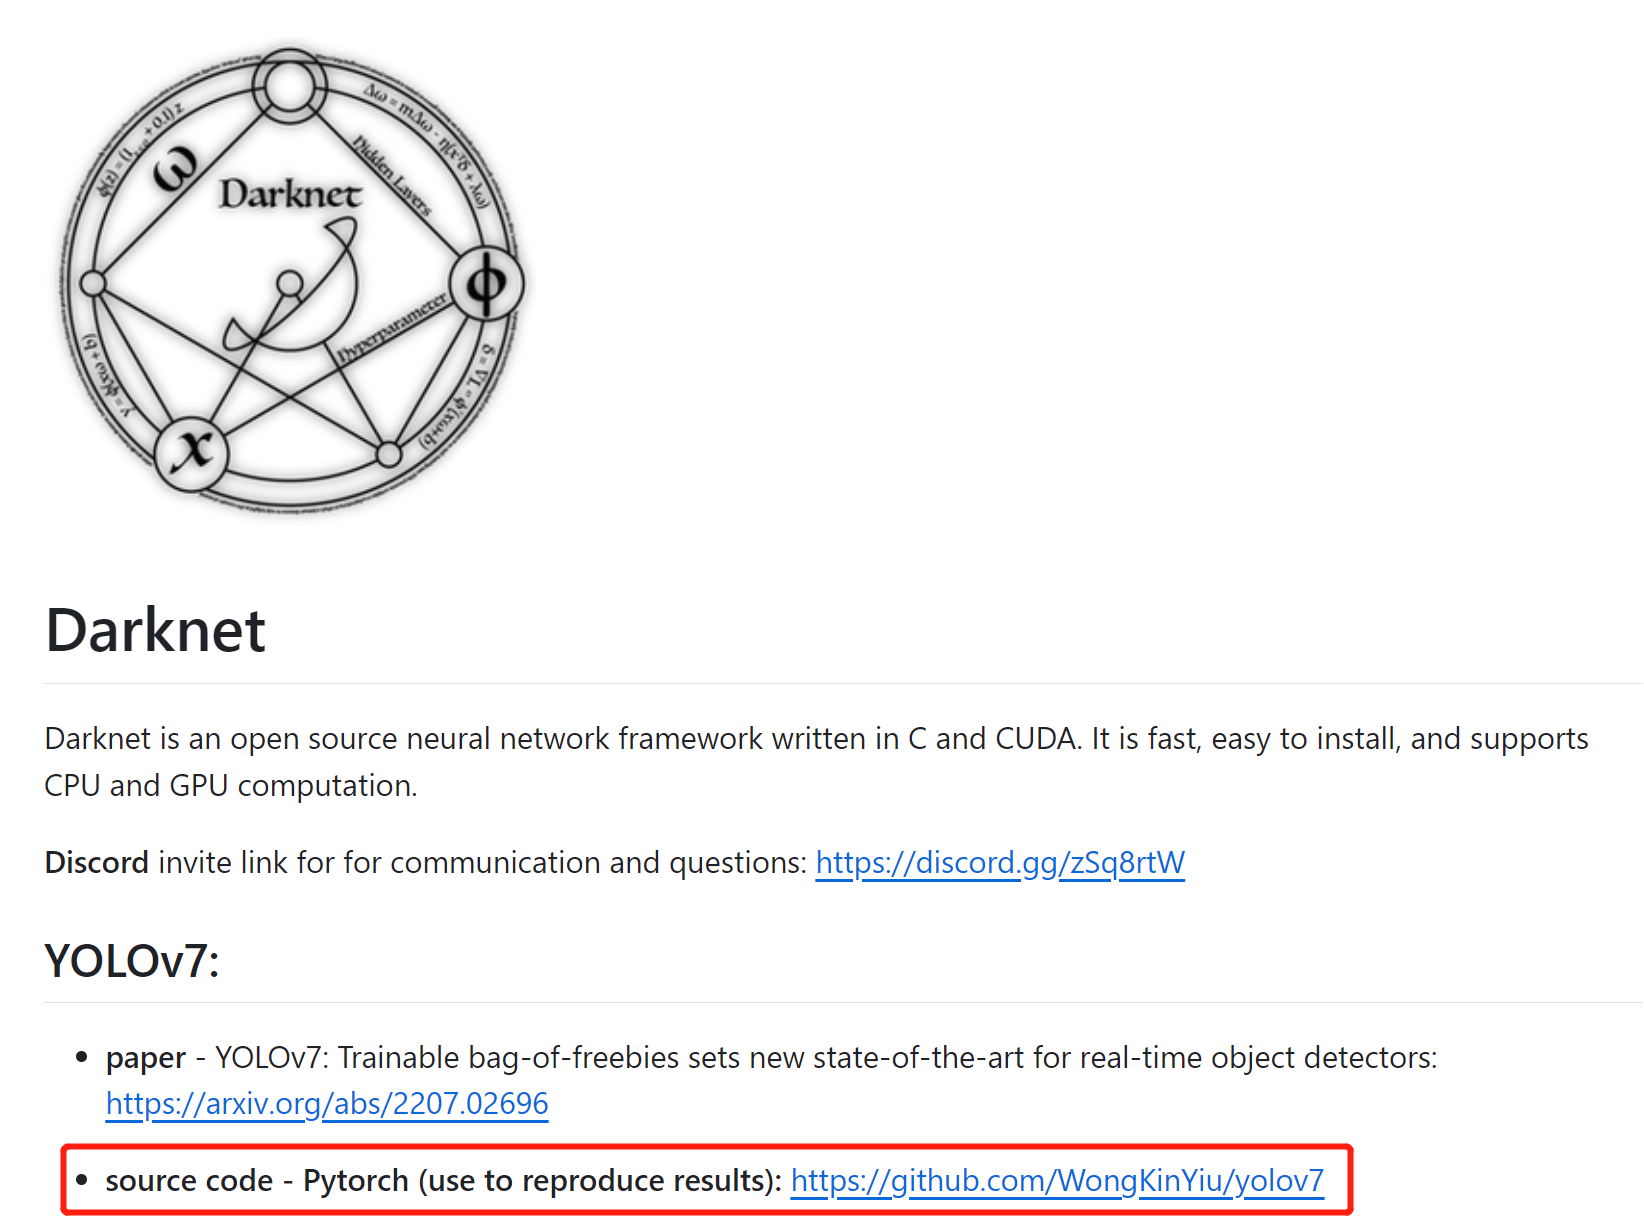 Δω = mΔω - η(x'δ + λω)
ω
Darknet
Hidden Layers
ϕ
Hyperparameter
x
Darknet
Darknet is an open source neural network framework written in C and CUDA. It is fast, easy to install, and supports
CPU and GPU computation.
Discord invite link for for communication and questions: https://discord.gg/zSq8rtW
YOLOv7:
paper - YOLOv7: Trainable bag-of-freebies sets new state-of-the-art for real-time object detectors:
https://arxiv.org/abs/2207.02696
source code - Pytorch (use to reproduce results): https://github.com/WongKinYiu/yolov7